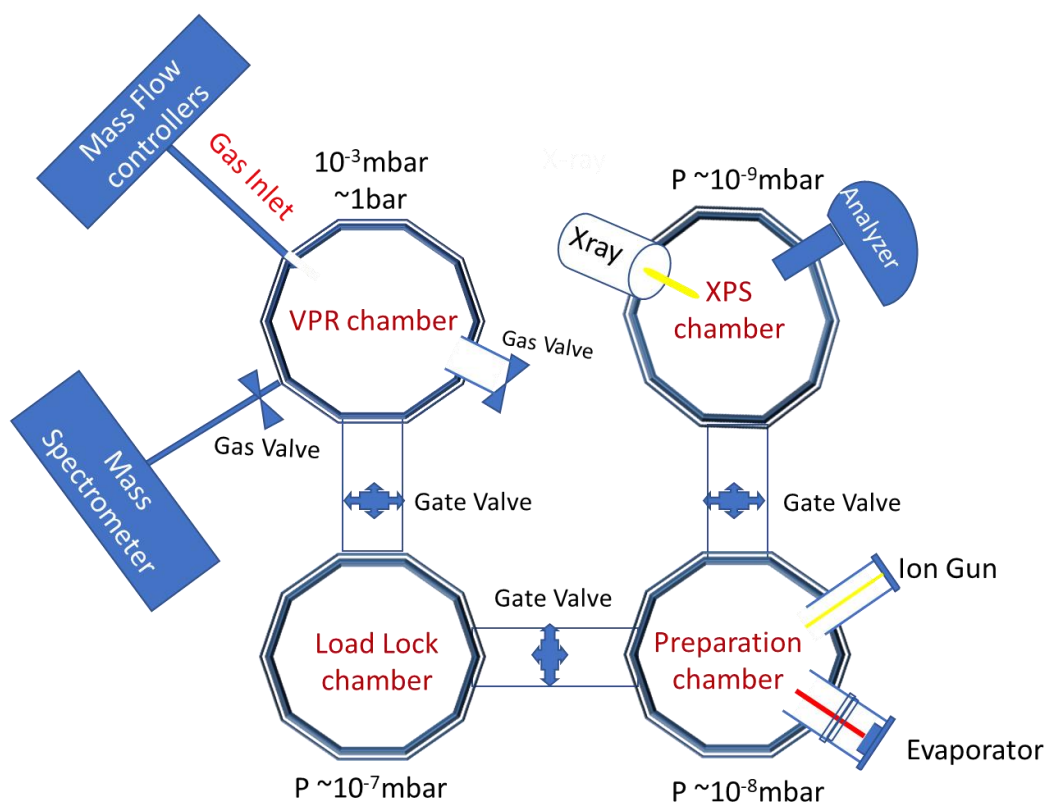 Mass Flow
controllers
Gas Inlet
10⁻³mbar
~1bar
X-ray
P ~10⁻⁹mbar
Analyzer
Xray
XPS
chamber
VPR chamber
Gas Valve
Gas Valve
Mass
Spectrometer
Gate Valve
Gate Valve
Ion Gun
Gate Valve
Load Lock
chamber
Preparation
chamber
Evaporator
P ~10⁻⁷mbar
P ~10⁻⁸mbar